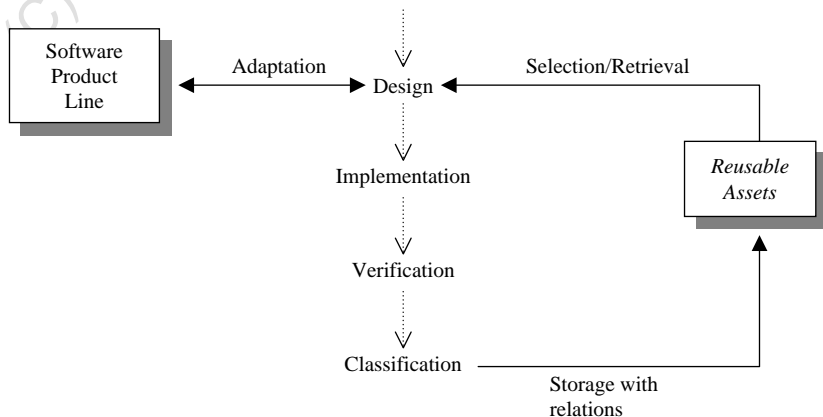 (C)
Software
Product
Line
Adaptation
Design
Selection/Retrieval
Implementation
Reusable
Assets
Verification
Classification
Storage with
relations